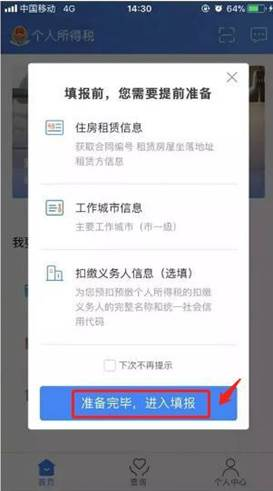 中国移动 4G 14:30 64%
个人所得税
填报前，您需要提前准备
住房租赁信息
获取合同编号 租赁房屋坐落地址
租赁方信息
工作城市信息
主要工作城市（市一级）
扣缴义务人信息（选填）
为您预扣预缴个人所得税的扣缴
义务人的完整名称和统一社会信
用代码
下次不再提示
准备完毕，进入填报
首页 查询 个人中心